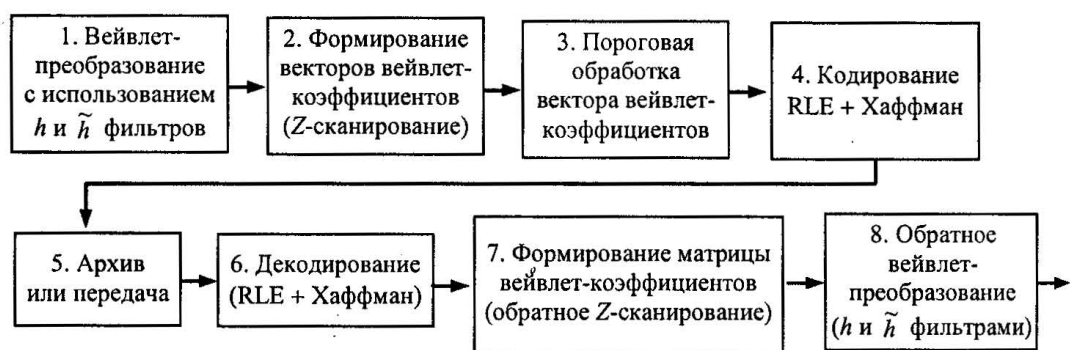 1. Вейвлет-
преобразование
с использованием
h и h̃ фильтров
2. Формирование
векторов вейвлет-
коэффициентов
(Z-сканирование)
3. Пороговая
обработка
вектора вейвлет-
коэффициентов
4. Кодирование
RLE + Хаффман
5. Архив
или передача
6. Декодирование
(RLE + Хаффман)
7. Формирование матрицы
вейвлет-коэффициентов
(обратное Z-сканирование)
8. Обратное
вейвлет-
преобразование
(h и h̃ фильтрами)